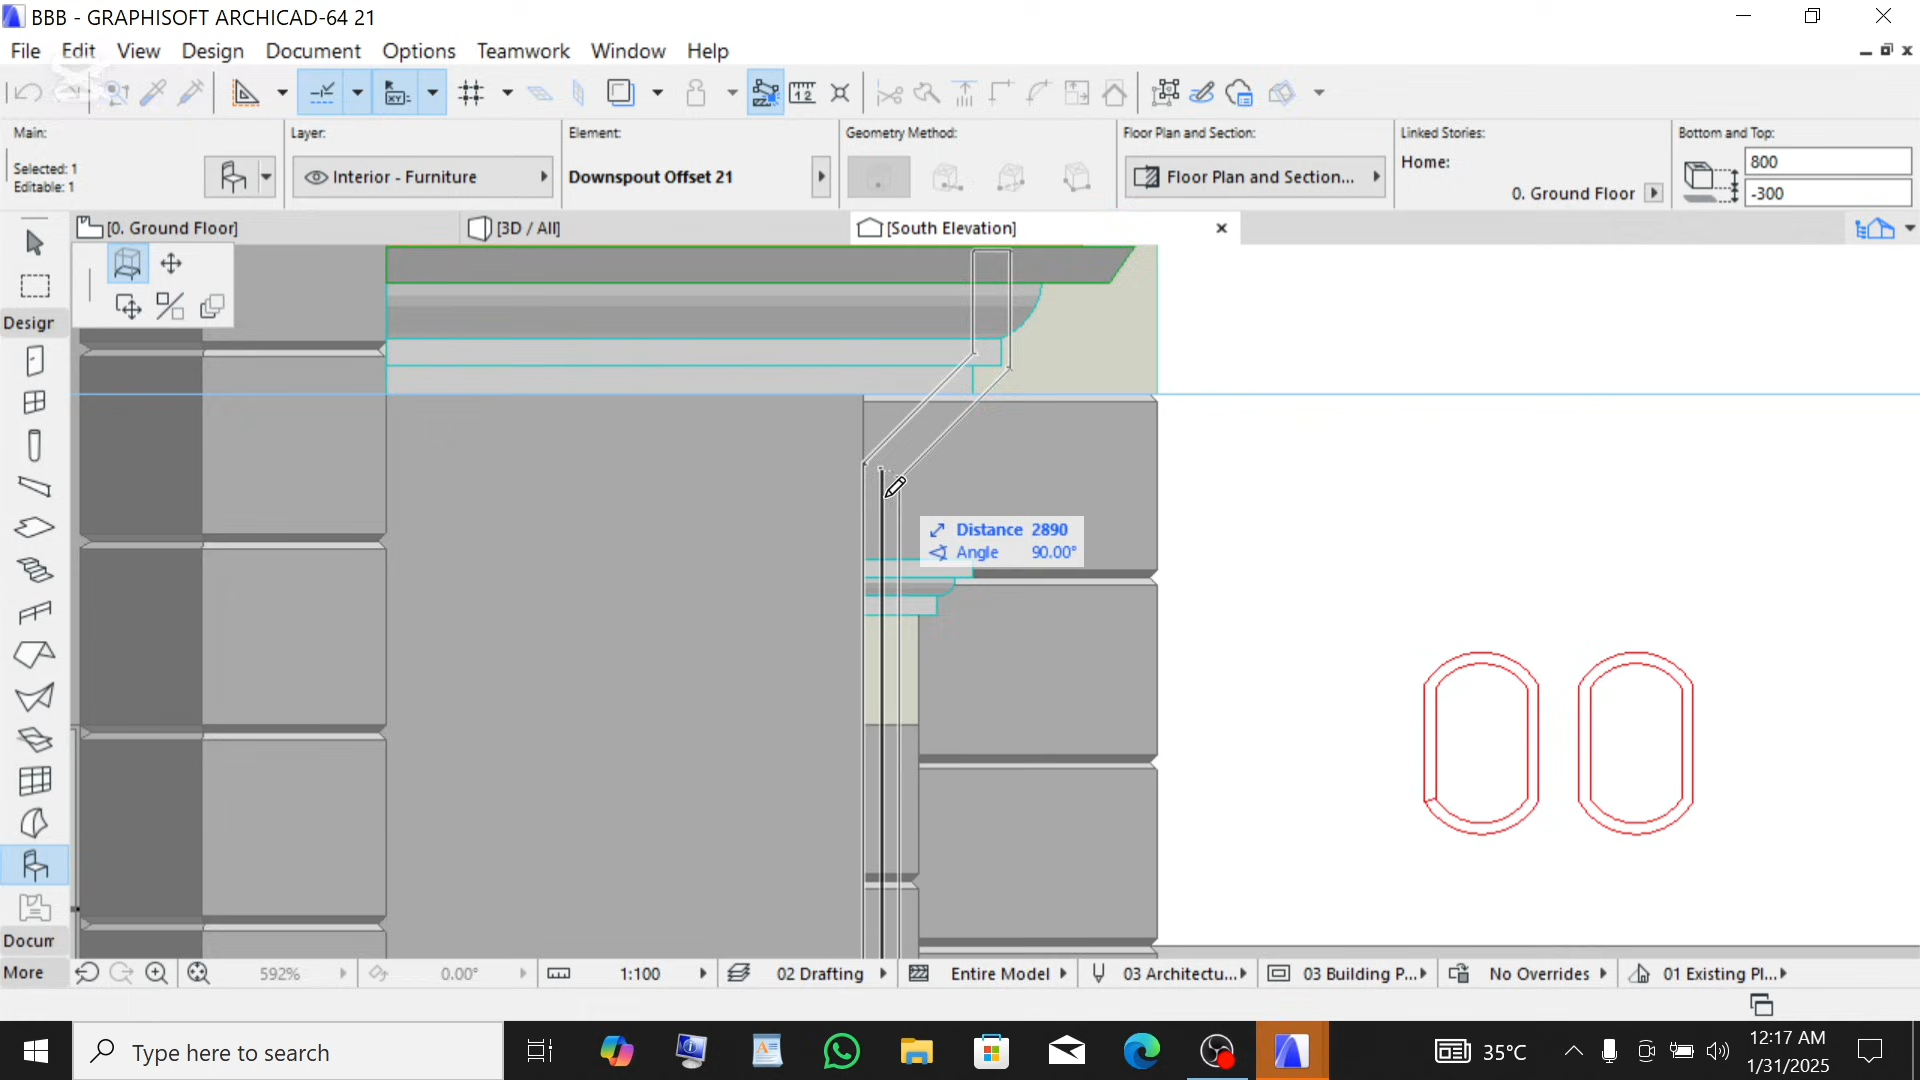 BBB - GRAPHISOFT ARCHICAD-64 21
File Edit View Design Document Options Teamwork Window Help
Main: Layer: Element: Geometry Method: Floor Plan and Section: Linked Stories: Bottom and Top:
Selected: 1
Editable: 1
Interior - Furniture
Downspout Offset 21
Floor Plan and Section...
Home:
0. Ground Floor
800
-300
[0. Ground Floor] [3D / All] [South Elevation]
Design
Distance 2890
Angle 90.00°
Docum
More
592% 0.00° 1:100 02 Drafting Entire Model 03 Architectu... 03 Building P... No Overrides 01 Existing Pl...
Type here to search
35°C
12:17 AM
1/31/2025